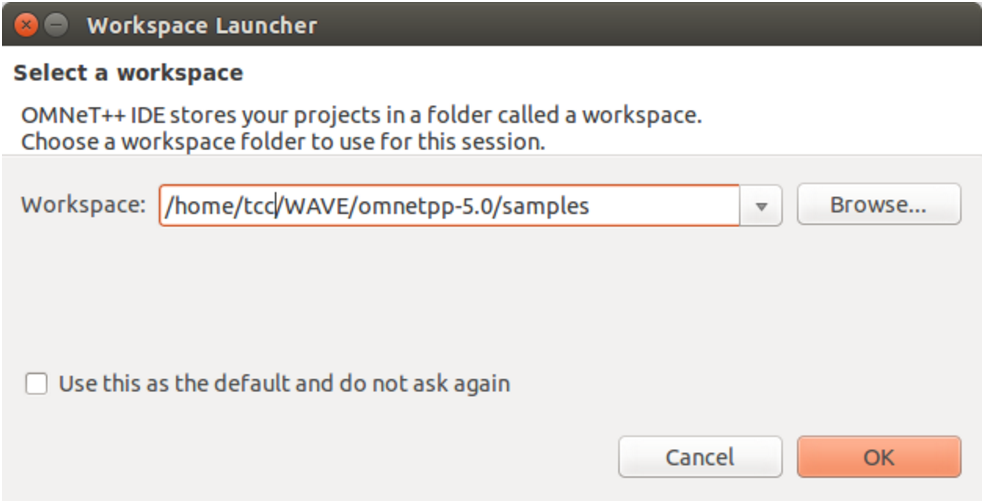 Workspace Launcher
Select a workspace
OMNeT++ IDE stores your projects in a folder called a workspace.
Choose a workspace folder to use for this session.
Workspace: /home/tcc/WAVE/omnetpp-5.0/samples Browse...
Use this as the default and do not ask again
Cancel OK